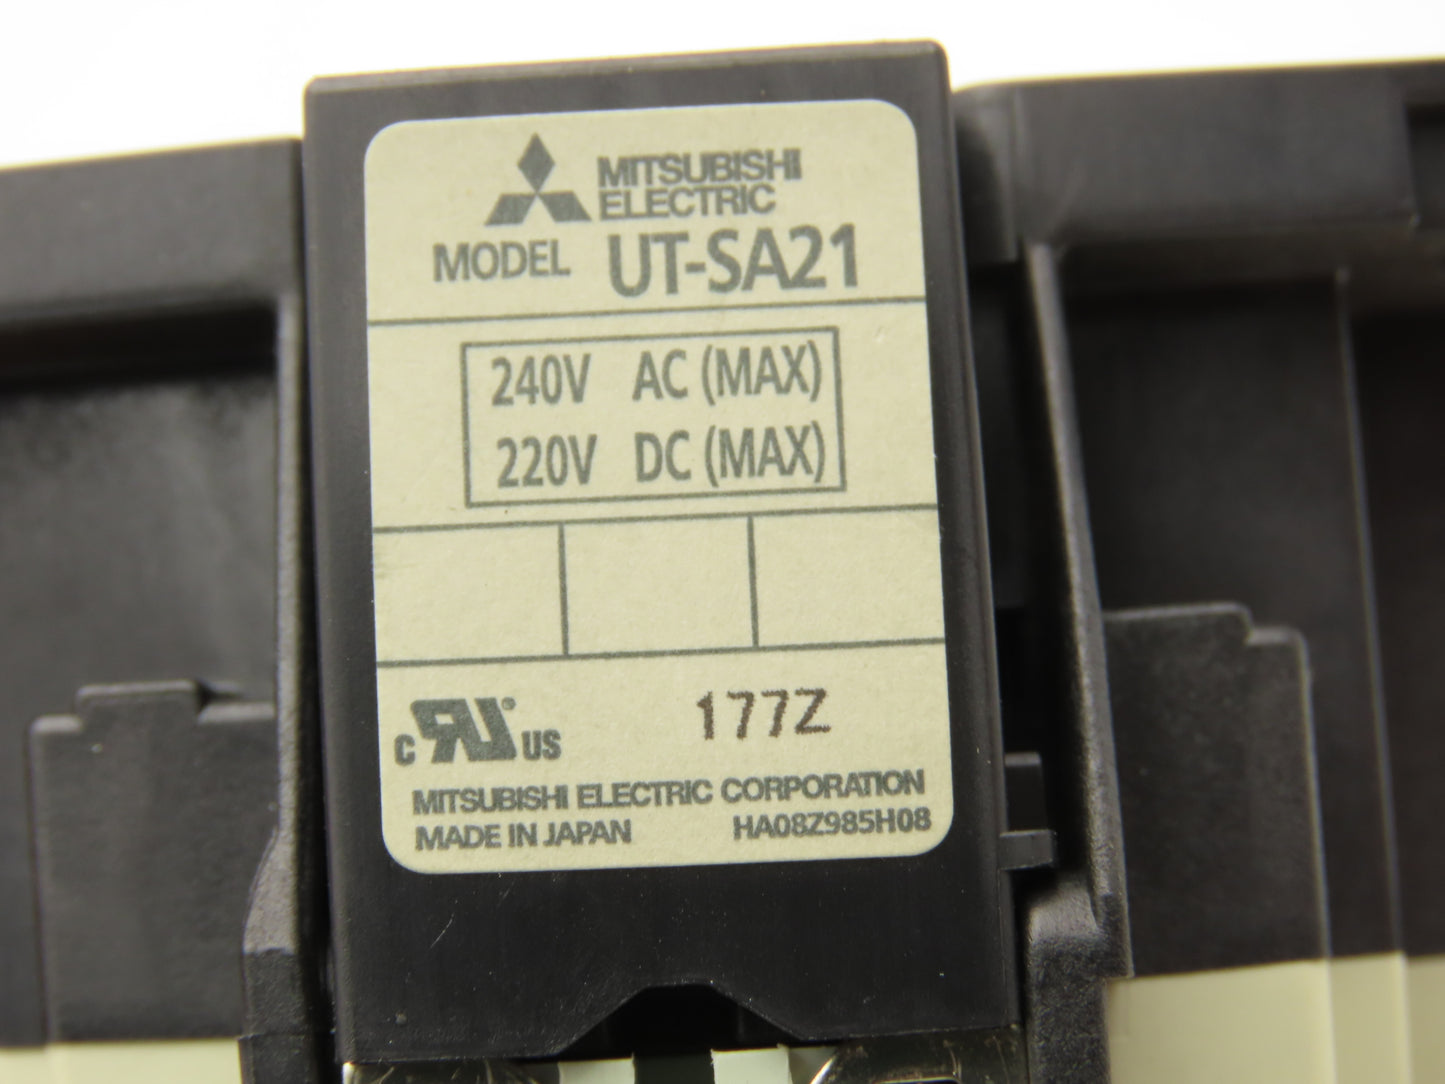 MITSUBISHI
ELECTRIC
MODEL UT-SA21
240V AC (MAX)
220V DC (MAX)
c RU ® US 177Z
MITSUBISHI ELECTRIC CORPORATION
MADE IN JAPAN HA08Z985H08